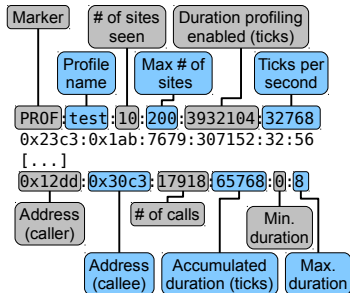 Marker
# of sites
seen
Duration profiling
enabled (ticks)
Profile
name
Max # of
sites
Ticks per
second
PROF:test:10:200:3932104:32768
0x23c3:0x1ab:7679:307152:32:56
[...]
0x12dd:0x30c3:17918:65768:0:8
Address
(caller)
# of calls
Min.
duration
Address
(callee)
Accumulated
duration (ticks)
Max.
duration